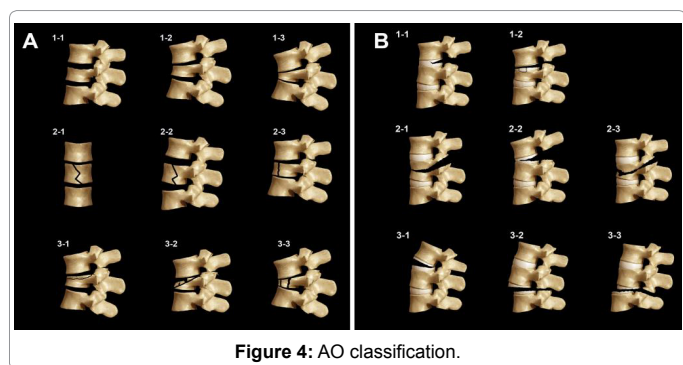 A
1-1 1-2 1-3
2-1 2-2 2-3
3-1 3-2 3-3
B
1-1 1-2
2-1 2-2 2-3
3-1 3-2 3-3
Figure 4: AO classification.